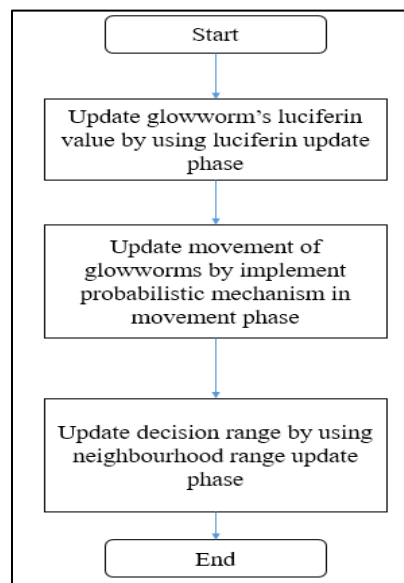 Start
Update glowworm's luciferin
value by using luciferin update
phase
Update movement of
glowworms by implement
probabilistic mechanism in
movement phase
Update decision range by using
neighbourhood range update
phase
End